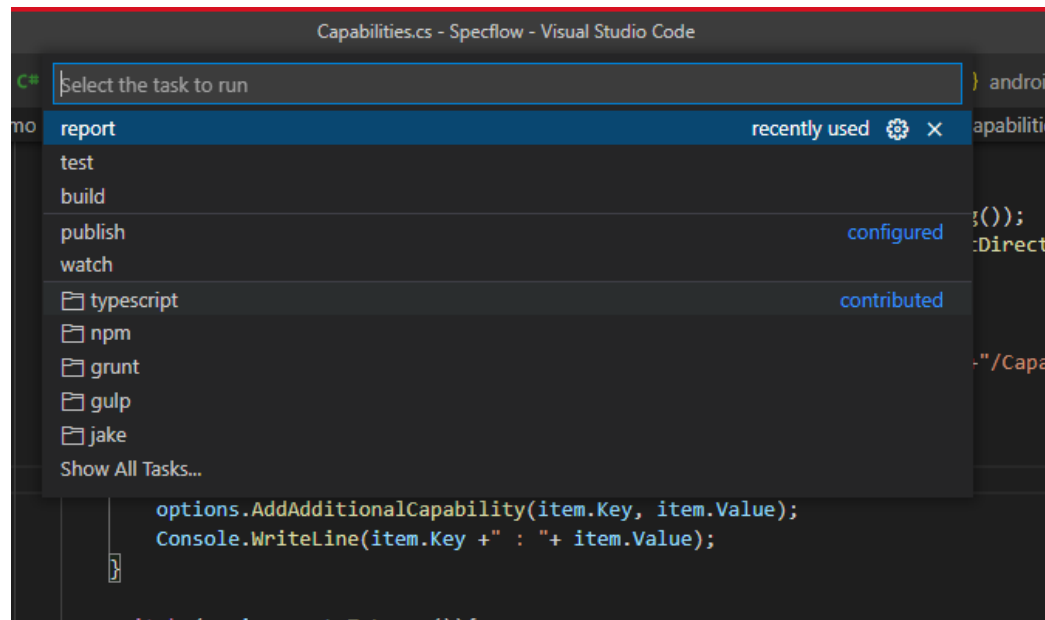 Capabilities.cs - Specflow - Visual Studio Code
C#
Select the task to run
} androi
mo
report
recently used
apabiliti
test
build
g());
publish
configured
tDirect
watch
typescript
contributed
npm
grunt
+"/Capa
gulp
jake
Show All Tasks...
options.AddAdditionalCapability(item.Key, item.Value);
Console.WriteLine(item.Key +" : "+ item.Value);
}